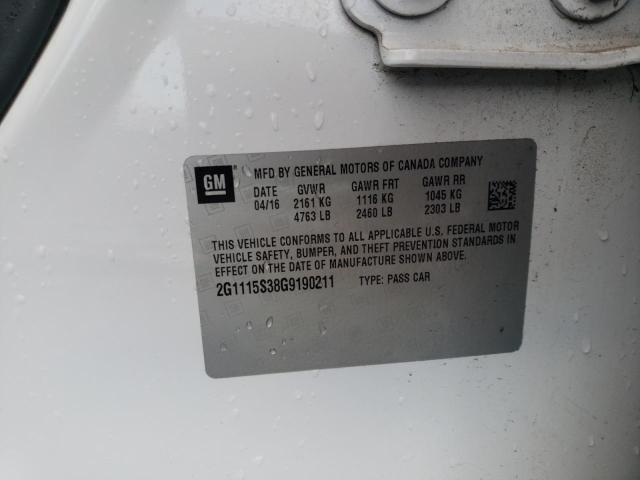 GM MFD BY GENERAL MOTORS OF CANADA COMPANY
DATE GVWR GAWR FRT GAWR RR
04/16 2161 KG 1116 KG 1045 KG
4763 LB 2460 LB 2303 LB
THIS VEHICLE CONFORMS TO ALL APPLICABLE U.S. FEDERAL MOTOR
VEHICLE SAFETY, BUMPER, AND THEFT PREVENTION STANDARDS IN
EFFECT ON THE DATE OF MANUFACTURE SHOWN ABOVE.
2G1115S38G9190211 TYPE: PASS CAR